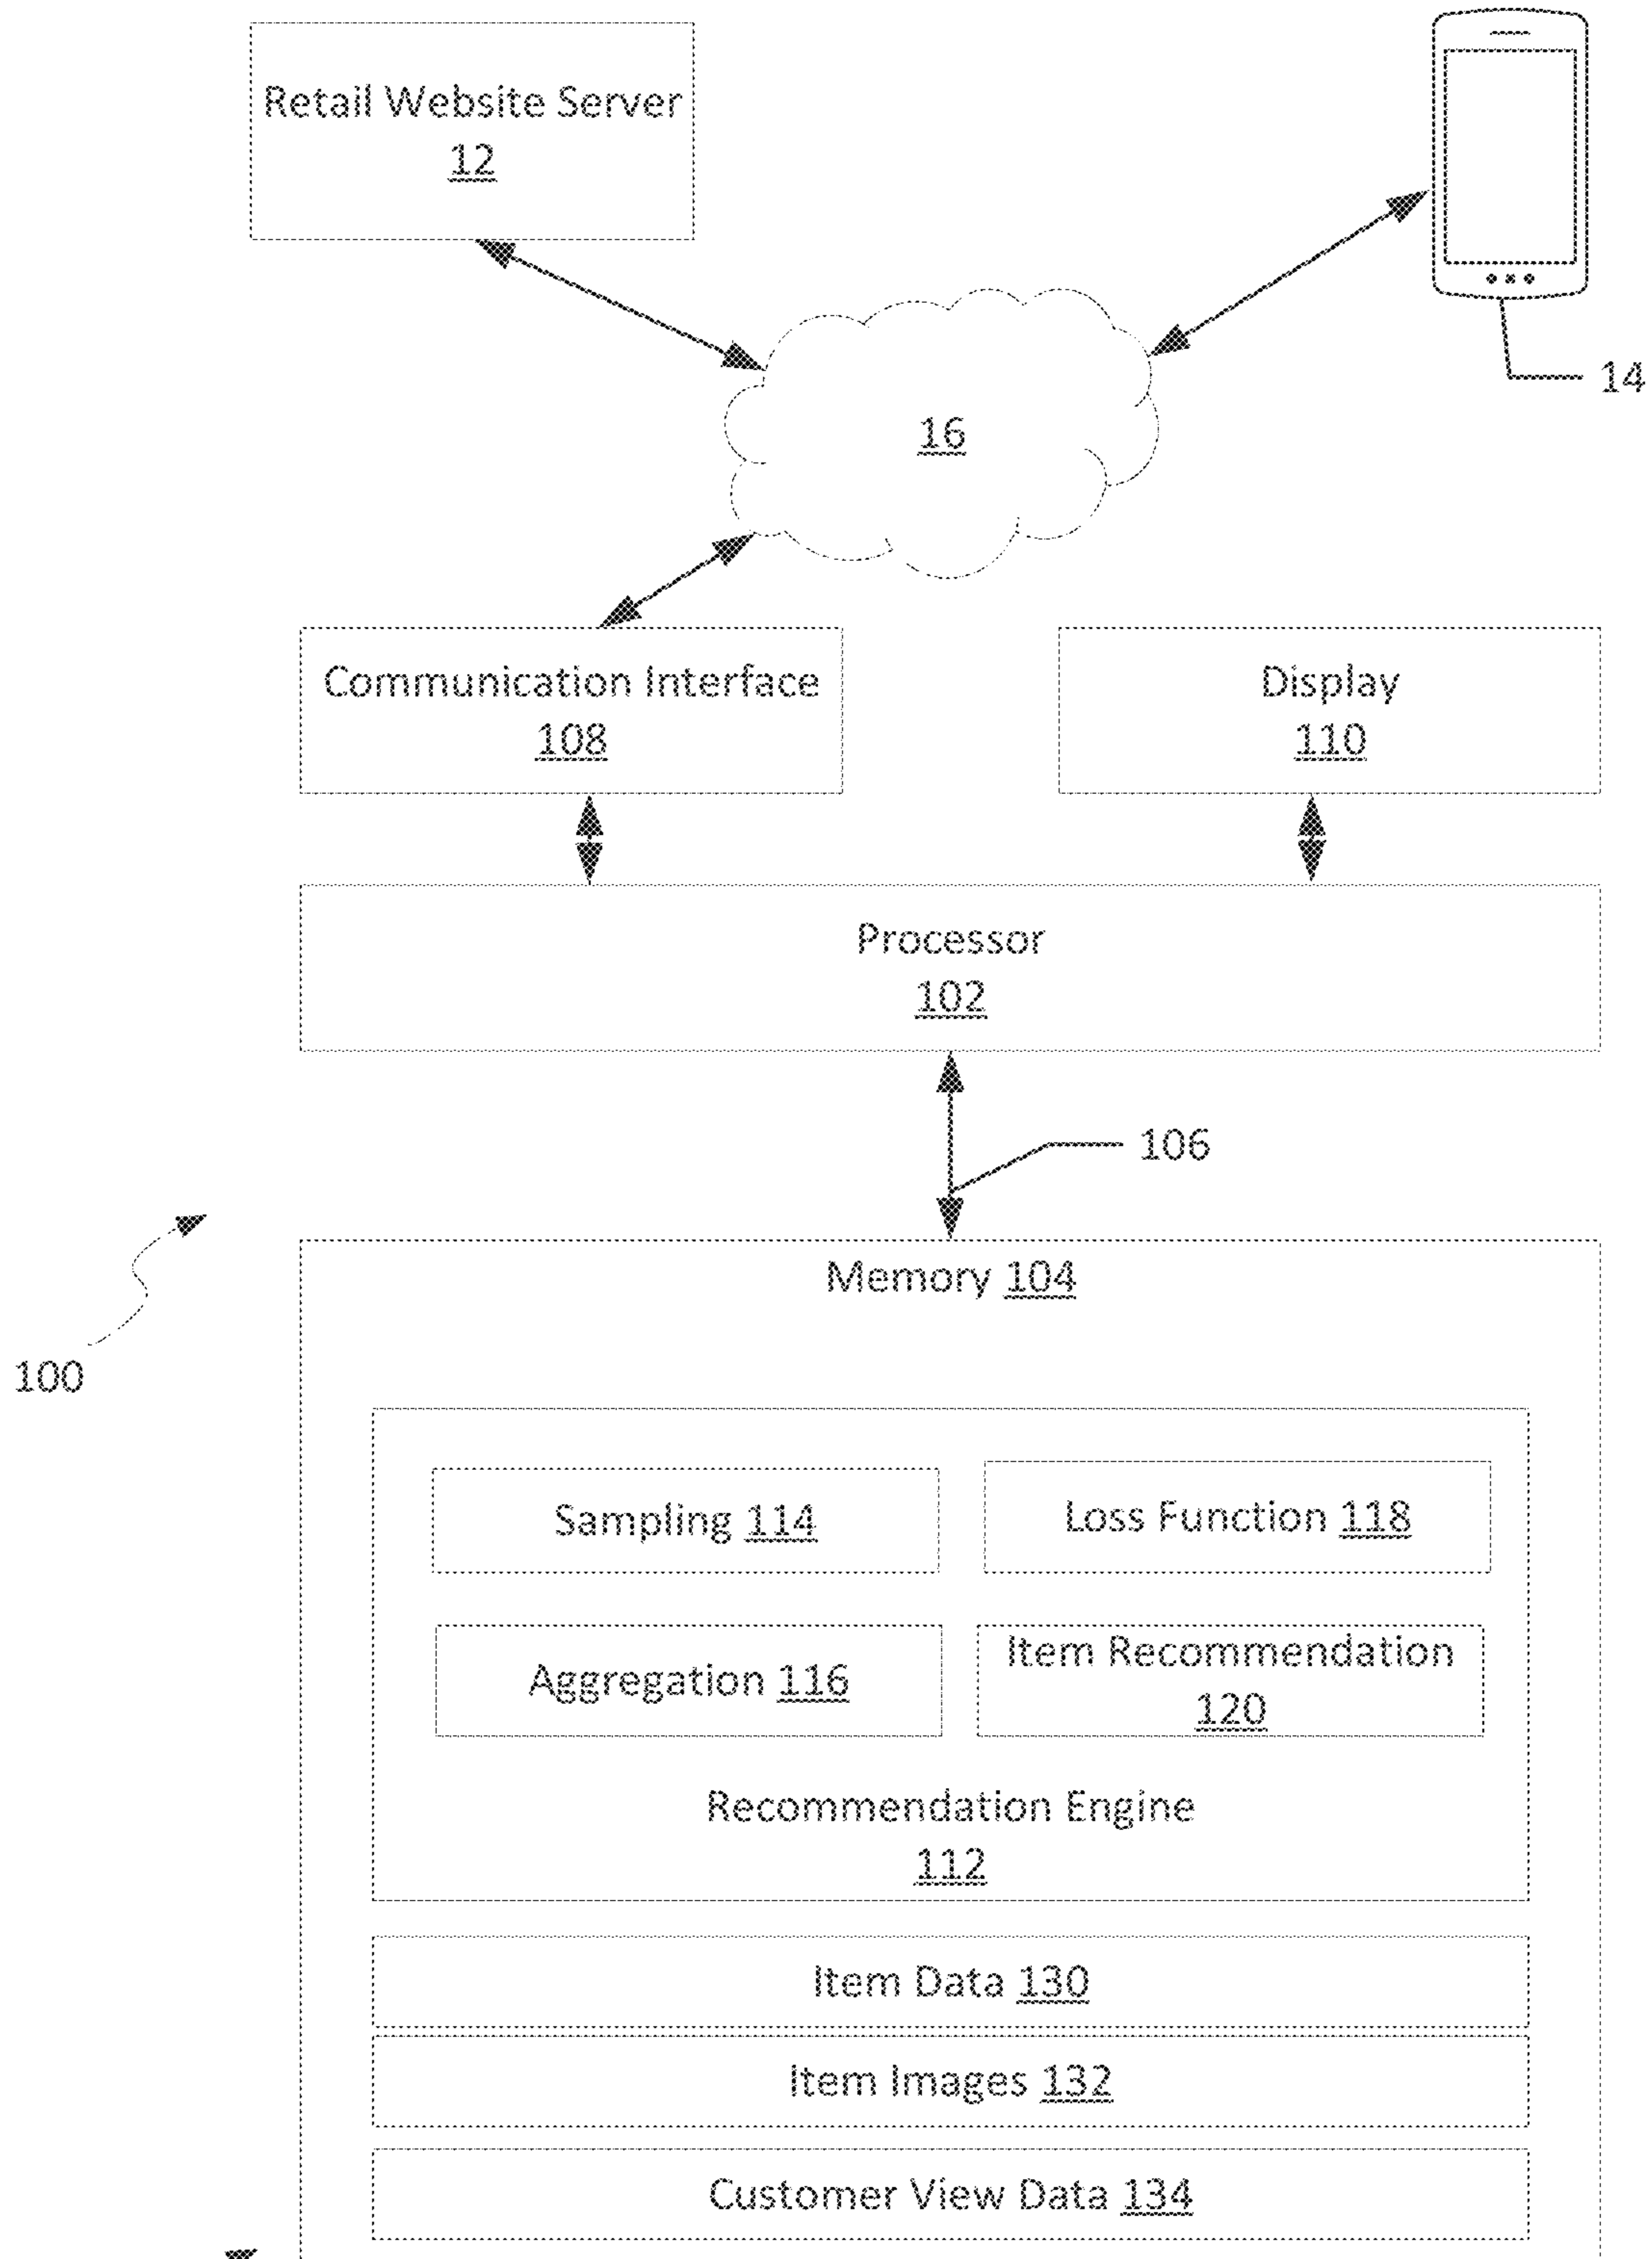 Retail Website Server
12
14
16
Communication Interface
108
Display
110
Processor
102
106
100
Memory 104
Sampling 114
Loss Function 118
Aggregation 116
Item Recommendation
120
Recommendation Engine
112
Item Data 130
Item Images 132
Customer View Data 134